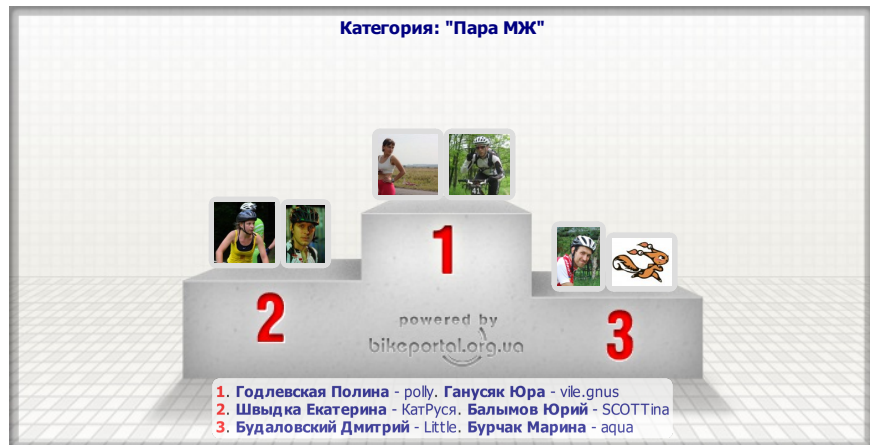 Категория: "Пара МЖ"
1
2
3
powered by
bikeportal.org.ua
1. Годлевская Полина - polly. Ганусяк Юра - vile.gnus
2. Швыдка Екатерина - КатРуся. Балымов Юрий - SCOTTina
3. Будаловский Дмитрий - Little. Бурчак Марина - aqua